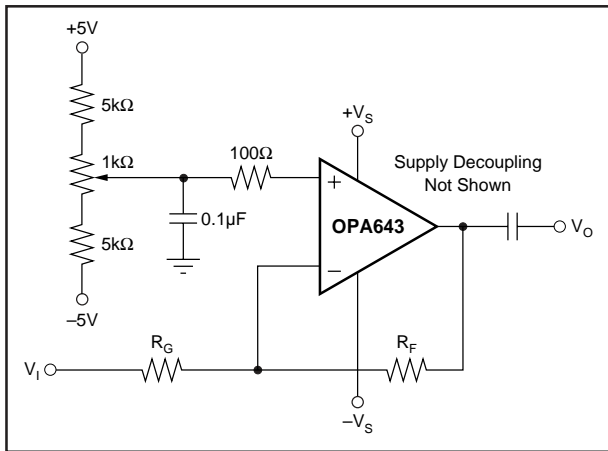 +5V
5kΩ
+V_S
1kΩ
100Ω
Supply Decoupling
Not Shown
+
OPA643
0.1µF
V_O
5kΩ
–
–5V
R_G
R_F
V_I
–V_S